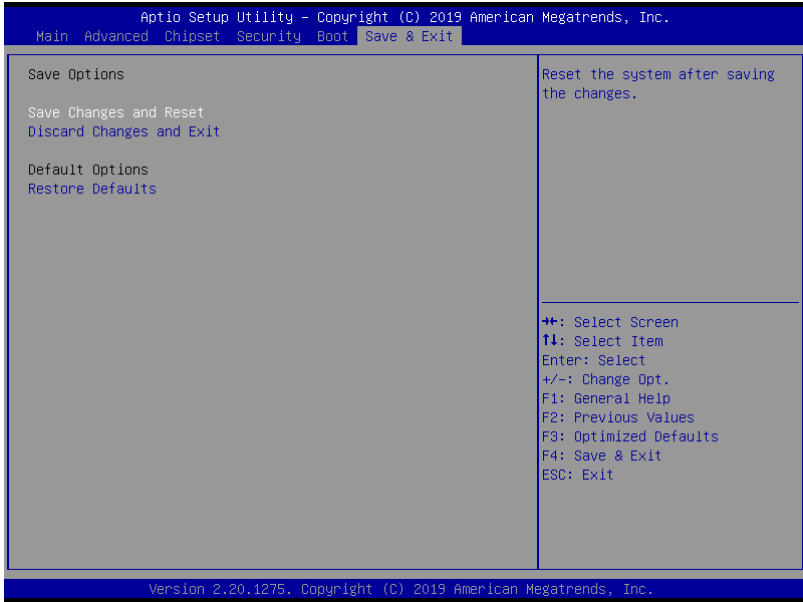 Aptio Setup Utility – Copyright (C) 2019 American Megatrends, Inc.
Main Advanced Chipset Security Boot Save & Exit
Save Options
Save Changes and Reset
Discard Changes and Exit
Default Options
Restore Defaults
Reset the system after saving
the changes.
→←: Select Screen
↑↓: Select Item
Enter: Select
+/-: Change Opt.
F1: General Help
F2: Previous Values
F3: Optimized Defaults
F4: Save & Exit
ESC: Exit
Version 2.20.1275. Copyright (C) 2019 American Megatrends, Inc.